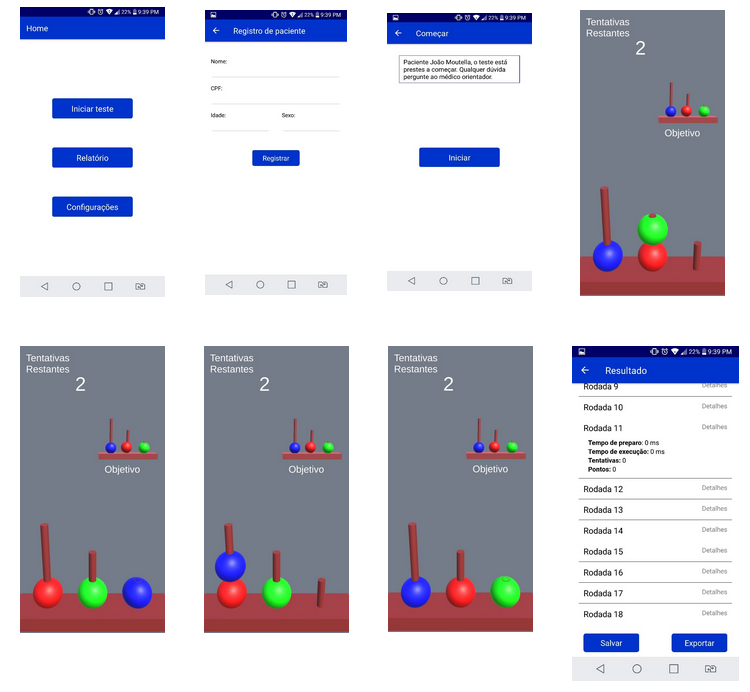 22% 9:39 PM
Home
Iniciar teste
Relatório
Configurações
22% 9:39 PM
Registro de paciente
Nome:
CPF:
Idade: Sexo:
Registrar
22% 9:39 PM
Começar
Paciente João Moutella, o teste está
prestes a começar. Qualquer dúvida
pergunte ao médico orientador.
Iniciar
Tentativas
Restantes
2
Objetivo
Tentativas
Restantes
2
Objetivo
Tentativas
Restantes
2
Objetivo
Tentativas
Restantes
2
Objetivo
22% 9:39 PM
Resultado
Rodada 9 Detalhes
Rodada 10 Detalhes
Rodada 11 Detalhes
Tempo de preparo: 0 ms
Tempo de execução: 0 ms
Tentativas: 0
Pontos: 0
Rodada 12 Detalhes
Rodada 13 Detalhes
Rodada 14 Detalhes
Rodada 15 Detalhes
Rodada 16 Detalhes
Rodada 17 Detalhes
Rodada 18 Detalhes
Salvar Exportar